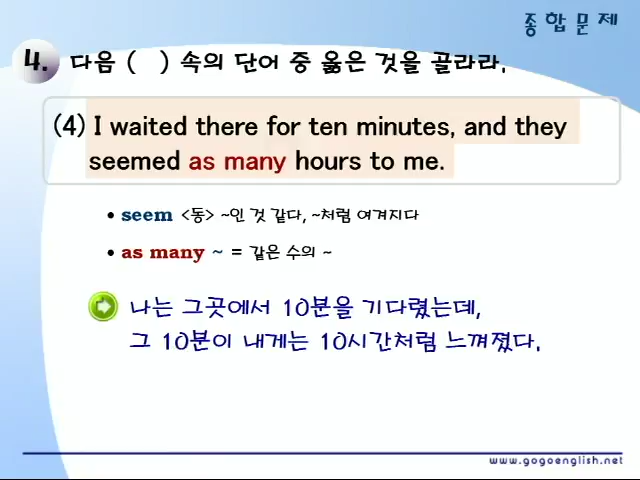 종합문제
4. 다음 ( ) 속의 단어 중 옳은 것을 골라라.
(4) I waited there for ten minutes, and they
seemed as many hours to me.
• seem <동> ~인 것 같다, ~처럼 여겨지다
• as many ~ = 같은 수의 ~
나는 그곳에서 10분을 기다렸는데,
그 10분이 내게는 10시간처럼 느껴졌다.
www.gogoenglish.net